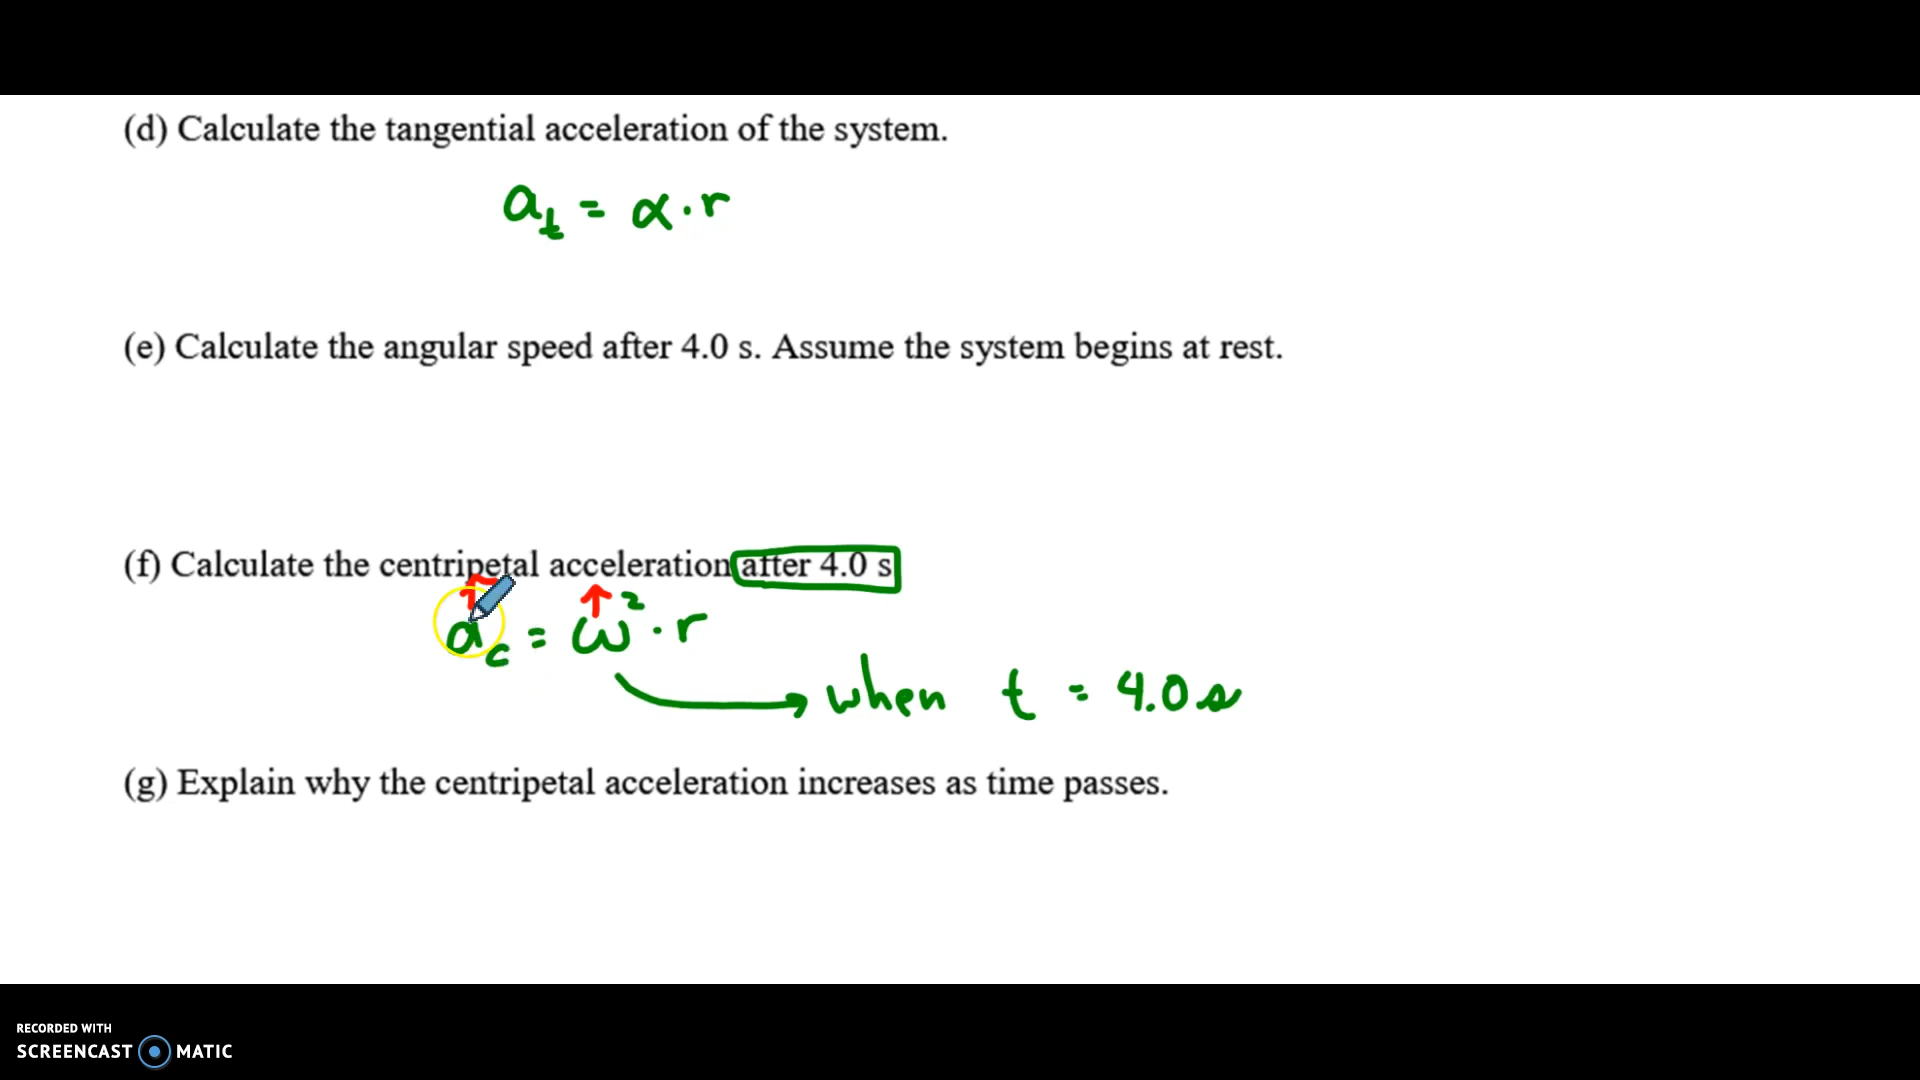 (d) Calculate the tangential acceleration of the system.
a_t = α · r
(e) Calculate the angular speed after 4.0 s. Assume the system begins at rest.
(f) Calculate the centripetal acceleration after 4.0 s
a_c = ω² · r
when t = 4.0 s
(g) Explain why the centripetal acceleration increases as time passes.
RECORDED WITH
SCREENCAST MATIC